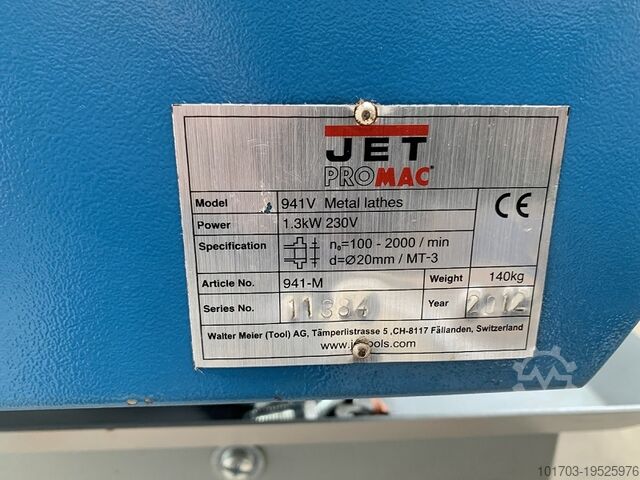 JET
PROMAC
CE
Model 941V Metal lathes
Power 1.3kW 230V
Specification n₀=100 - 2000 / min
d=Ø20mm / MT-3
Article No. 941-M Weight 140kg
Series No. 11384 Year 2012
Walter Meier (Tool) AG, Tämperlistrasse 5 ,CH-8117 Fällanden, Switzerland
101703-19525976